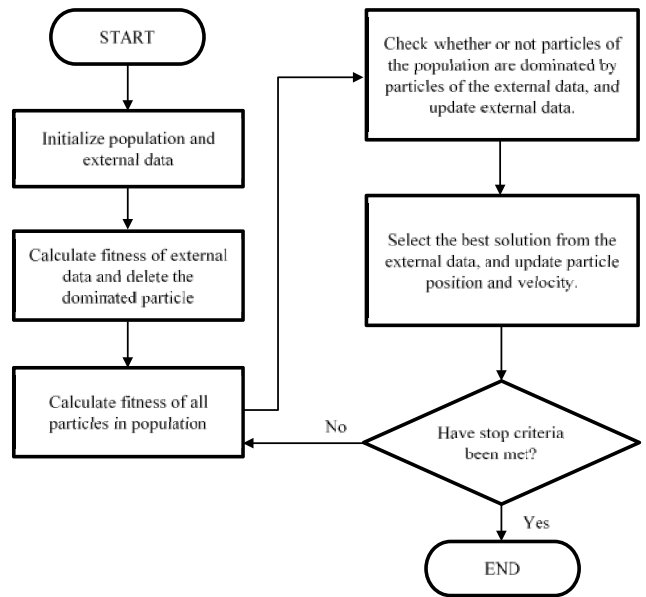 START
Initialize population and
external data
Calculate fitness of external
data and delete the
dominated particle
Calculate fitness of all
particles in population
Check whether or not particles of
the population are dominated by
particles of the external data, and
update external data.
Select the best solution from the
external data, and update particle
position and velocity.
Have stop criteria
been met?
No
Yes
END